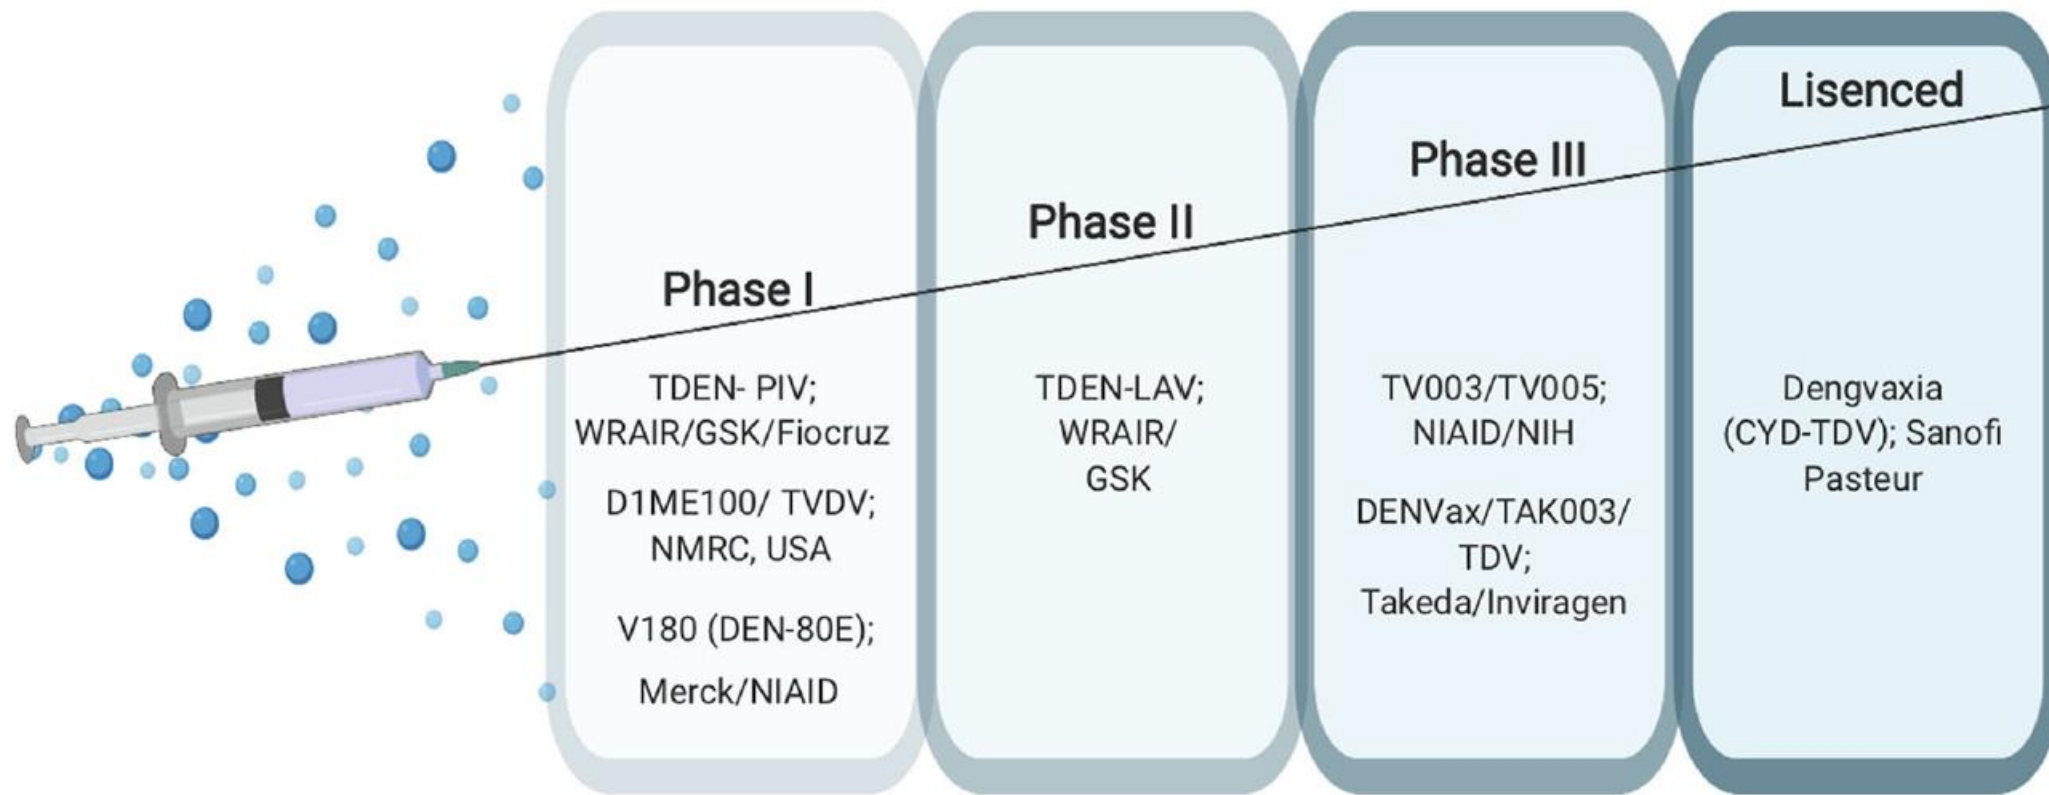 Phase I
TDEN- PIV;
WRAIR/GSK/Fiocruz
D1ME100/ TVDV;
NMRC, USA
V180 (DEN-80E);
Merck/NIAID
Phase II
TDEN-LAV;
WRAIR/
GSK
Phase III
TV003/TV005;
NIAID/NIH
DENVax/TAK003/
TDV;
Takeda/Inviragen
Lisenced
Dengvaxia
(CYD-TDV); Sanofi
Pasteur